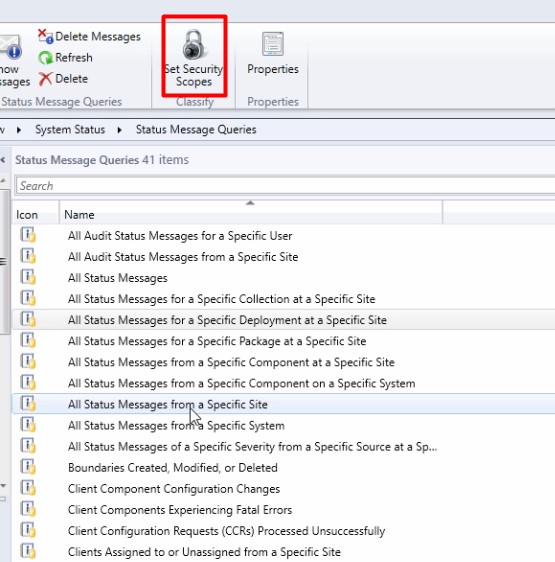 Delete Messages
Refresh
Delete
Status Message Queries
Set Security
Scopes
Classify
Properties
Properties
System Status
Status Message Queries
Status Message Queries 41 items
Search
Icon Name
All Audit Status Messages for a Specific User
All Audit Status Messages from a Specific Site
All Status Messages
All Status Messages for a Specific Collection at a Specific Site
All Status Messages for a Specific Deployment at a Specific Site
All Status Messages for a Specific Package at a Specific Site
All Status Messages from a Specific Component at a Specific Site
All Status Messages from a Specific Component on a Specific System
All Status Messages from a Specific Site
All Status Messages from a Specific System
All Status Messages of a Specific Severity from a Specific Source at a Sp...
Boundaries Created, Modified, or Deleted
Client Component Configuration Changes
Client Components Experiencing Fatal Errors
Client Configuration Requests (CCRs) Processed Unsuccessfully
Clients Assigned to or Unassigned from a Specific Site